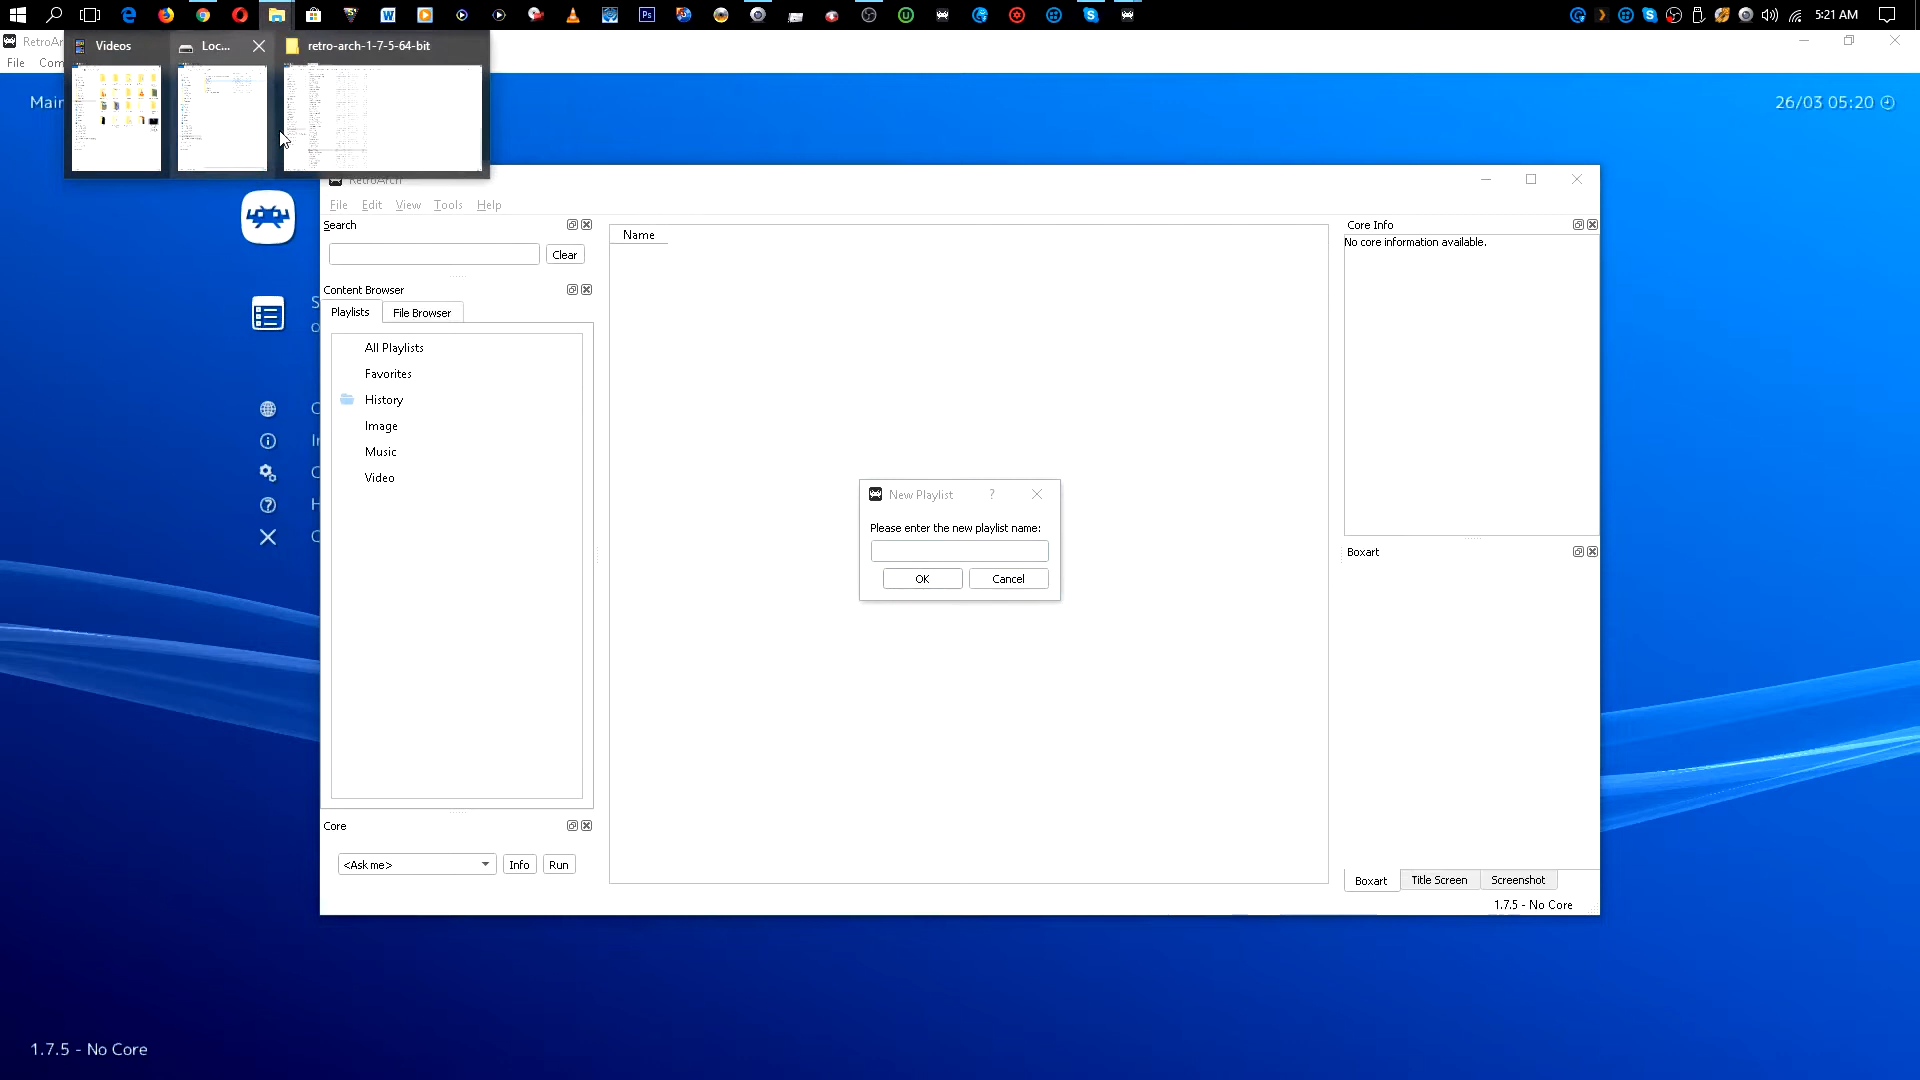 5:21 AM
Videos
Loc...
retro-arch-1-7-5-64-bit
RetroAr
File Com
Main
26/03 05:20
RetroArch
File Edit View Tools Help
Search
Clear
Name
Core Info
No core information available.
Content Browser
Playlists
File Browser
All Playlists
Favorites
History
Image
Music
Video
New Playlist
?
Please enter the new playlist name:
OK
Cancel
Boxart
Core
<Ask me>
Info
Run
Boxart
Title Screen
Screenshot
1.7.5 - No Core
1.7.5 - No Core